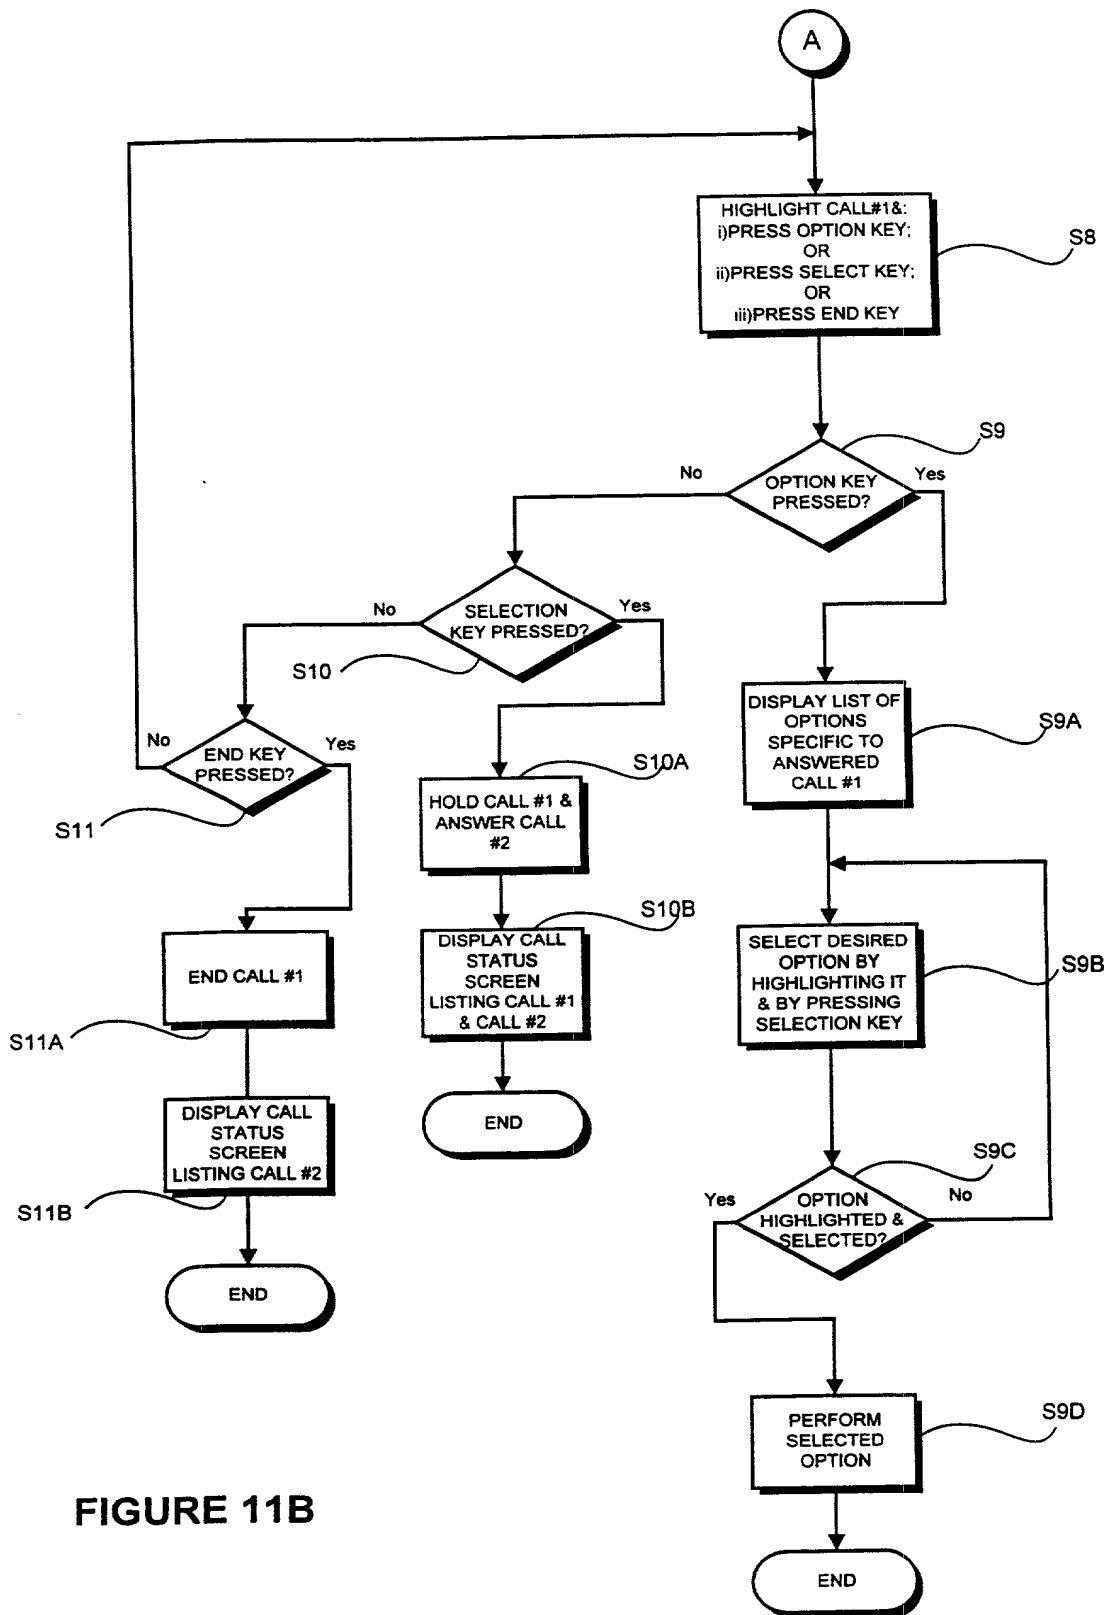 A
HIGHLIGHT CALL#1&:
i)PRESS OPTION KEY;
OR
ii)PRESS SELECT KEY;
OR
iii)PRESS END KEY
S8
S9
No
OPTION KEY
PRESSED?
Yes
No
SELECTION
KEY PRESSED?
Yes
S10
No
END KEY
PRESSED?
Yes
S11
DISPLAY LIST OF
OPTIONS
SPECIFIC TO
ANSWERED
CALL #1
S9A
S10A
HOLD CALL #1 &
ANSWER CALL
#2
S10B
DISPLAY CALL
STATUS
SCREEN
LISTING CALL #1
& CALL #2
SELECT DESIRED
OPTION BY
HIGHLIGHTING IT
& BY PRESSING
SELECTION KEY
S9B
END CALL #1
S11A
END
DISPLAY CALL
STATUS
SCREEN
LISTING CALL #2
S11B
S9C
Yes
OPTION
HIGHLIGHTED &
SELECTED?
No
END
PERFORM
SELECTED
OPTION
S9D
FIGURE 11B
END